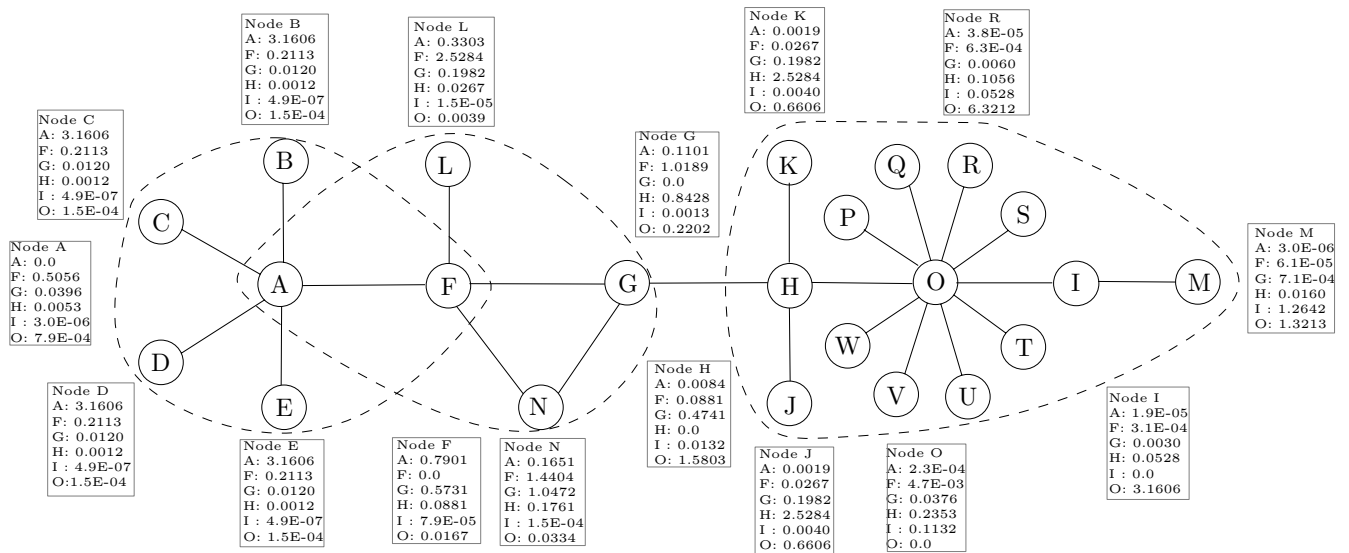 Node B
A: 3.1606
F: 0.2113
G: 0.0120
H: 0.0012
I : 4.9E-07
O: 1.5E-04
Node L
A: 0.3303
F: 2.5284
G: 0.1982
H: 0.0267
I : 1.5E-05
O: 0.0039
Node K
A: 0.0019
F: 0.0267
G: 0.1982
H: 2.5284
I : 0.0040
O: 0.6606
Node R
A: 3.8E-05
F: 6.3E-04
G: 0.0060
H: 0.1056
I : 0.0528
O: 6.3212
Node C
A: 3.1606
F: 0.2113
G: 0.0120
H: 0.0012
I : 4.9E-07
O: 1.5E-04
Node G
A: 0.1101
F: 1.0189
G: 0.0
H: 0.8428
I : 0.0013
O: 0.2202
Node A
A: 0.0
F: 0.5056
G: 0.0396
H: 0.0053
I : 3.0E-06
O: 7.9E-04
Node M
A: 3.0E-06
F: 6.1E-05
G: 7.1E-04
H: 0.0160
I : 1.2642
O: 1.3213
B
L
K
Q
R
C
P
S
A
F
G
H
O
I
M
D
W
T
E
N
J
V
U
Node D
A: 3.1606
F: 0.2113
G: 0.0120
H: 0.0012
I : 4.9E-07
O:1.5E-04
Node H
A: 0.0084
F: 0.0881
G: 0.4741
H: 0.0
I : 0.0132
O: 1.5803
Node I
A: 1.9E-05
F: 3.1E-04
G: 0.0030
H: 0.0528
I : 0.0
O: 3.1606
Node E
A: 3.1606
F: 0.2113
G: 0.0120
H: 0.0012
I : 4.9E-07
O: 1.5E-04
Node F
A: 0.7901
F: 0.0
G: 0.5731
H: 0.0881
I : 7.9E-05
O: 0.0167
Node N
A: 0.1651
F: 1.4404
G: 1.0472
H: 0.1761
I : 1.5E-04
O: 0.0334
Node J
A: 0.0019
F: 0.0267
G: 0.1982
H: 2.5284
I : 0.0040
O: 0.6606
Node O
A: 2.3E-04
F: 4.7E-03
G: 0.0376
H: 0.2353
I : 0.1132
O: 0.0